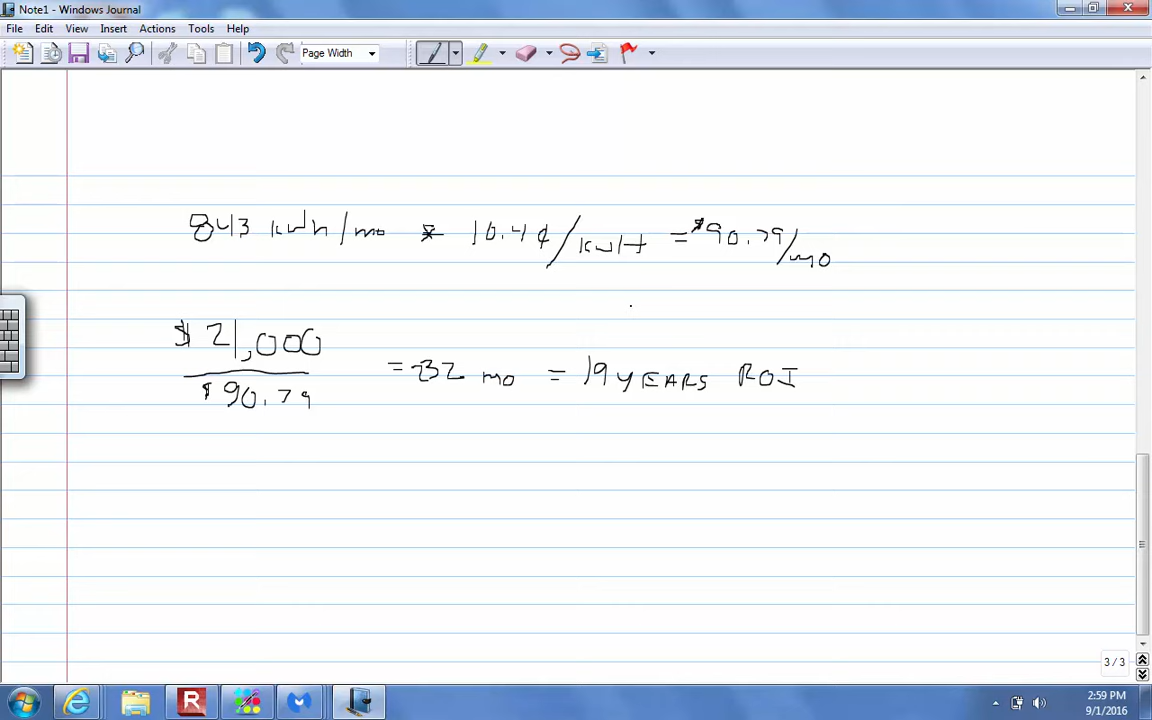 Note1 - Windows Journal
File Edit View Insert Actions Tools Help
Page Width
843 kWh/mo * 10.4¢/kWH = $90.79/mo
$21,000
$90.79
= 232 mo = 19 YEARS ROI
3 / 3
2:59 PM
9/1/2016